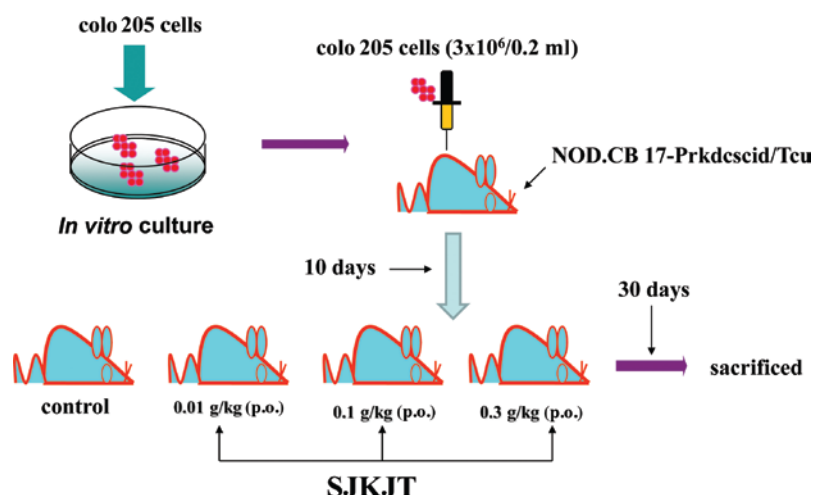 colo 205 cells
colo 205 cells (3x10⁶/0.2 ml)
NOD.CB 17-Prkdcscid/Tcu
In vitro culture
10 days
30 days
sacrificed
control
0.01 g/kg (p.o.)
0.1 g/kg (p.o.)
0.3 g/kg (p.o.)
SJKJT